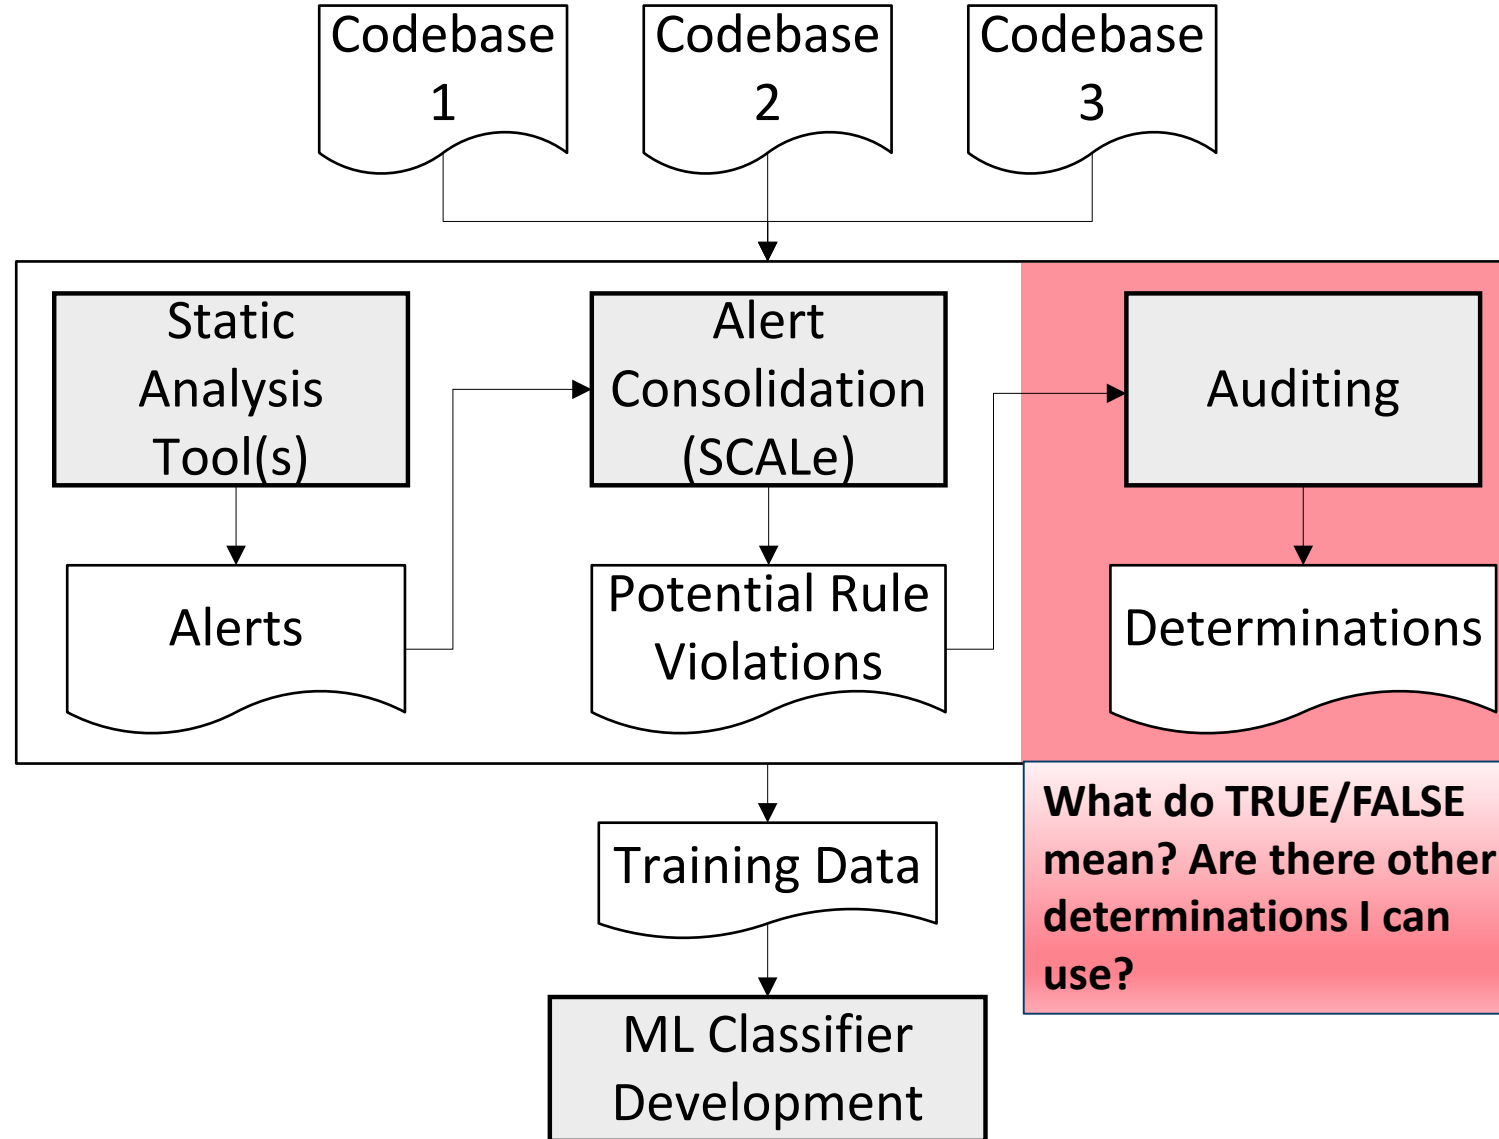 Codebase
1
Codebase
2
Codebase
3
Static
Analysis
Tool(s)
Alert
Consolidation
(SCALe)
Auditing
Alerts
Potential Rule
Violations
Determinations
What do TRUE/FALSE
mean? Are there other
determinations I can
use?
Training Data
ML Classifier
Development